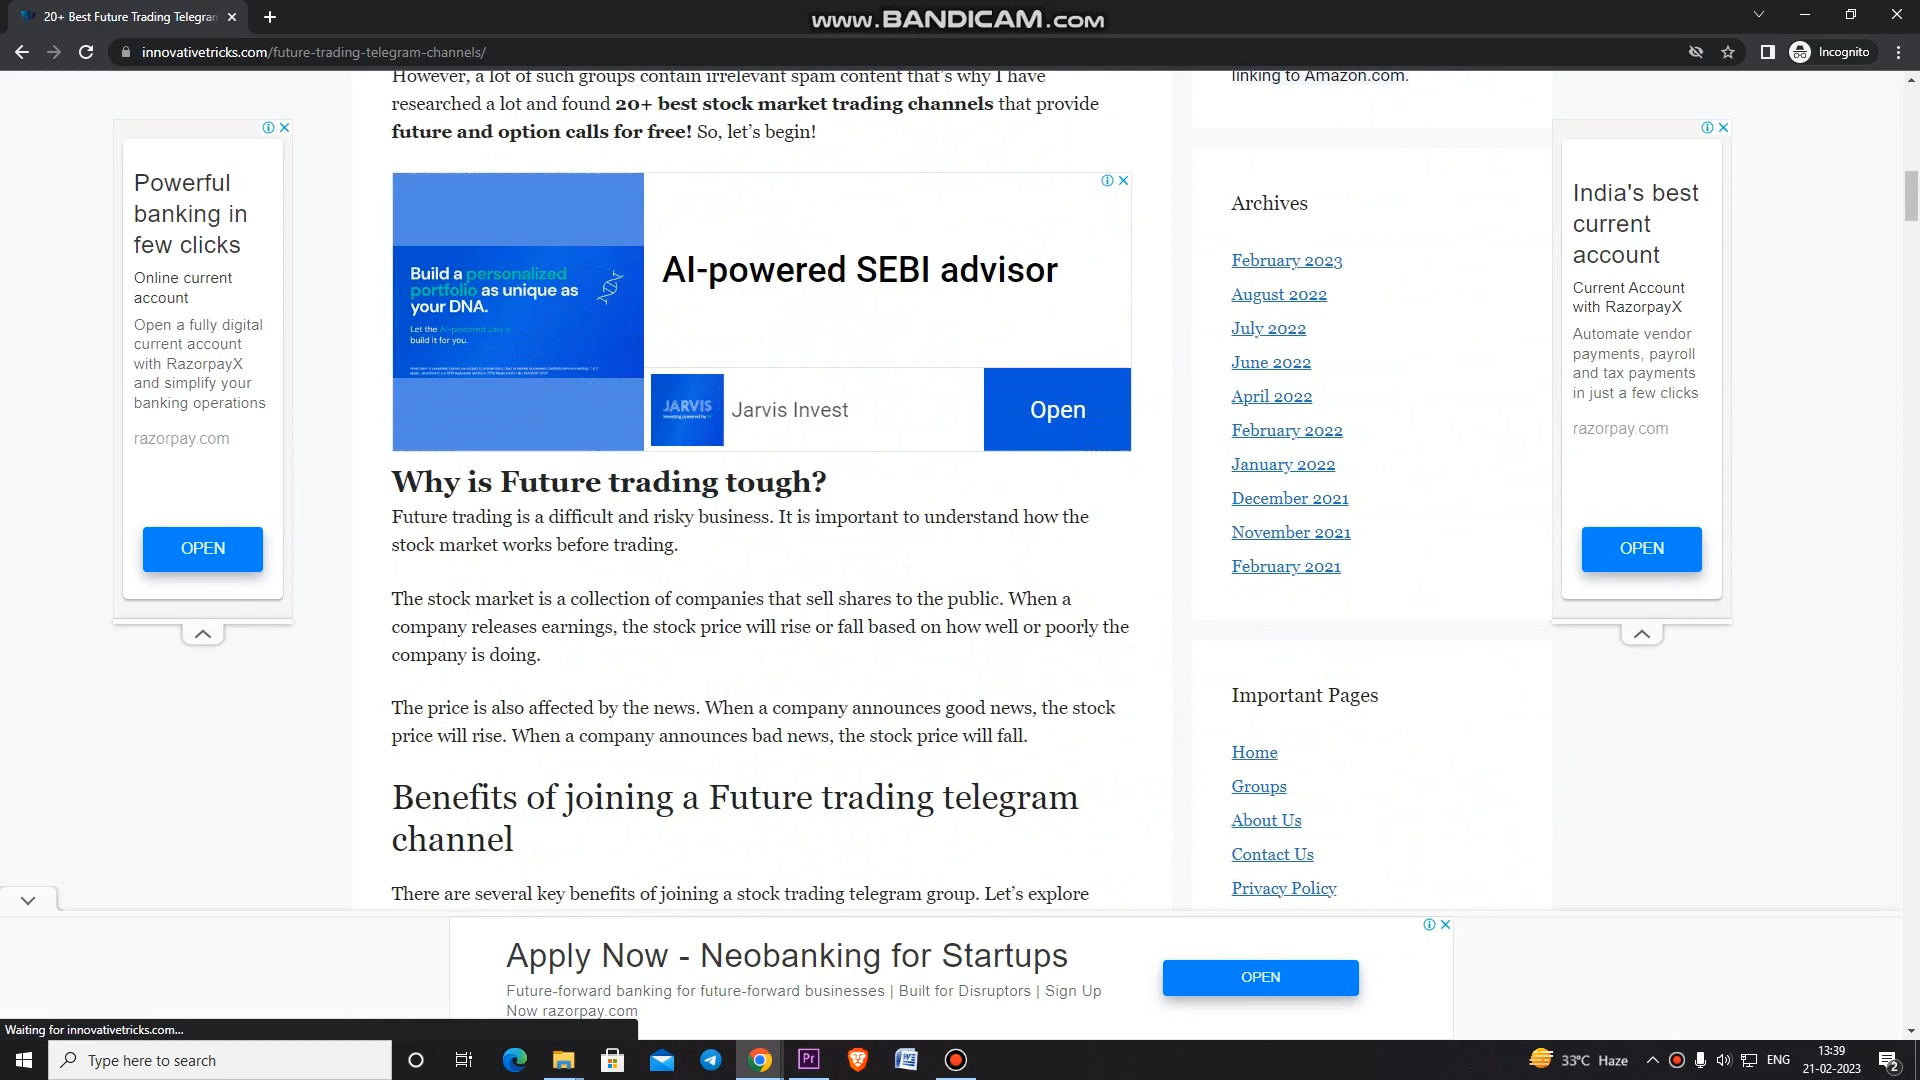 20+ Best Future Trading Telegram
www.BANDICAM.com
innovativetricks.com/future-trading-telegram-channels/
Incognito
However, a lot of such groups contain irrelevant spam content that's why I have
researched a lot and found 20+ best stock market trading channels that provide
future and option calls for free! So, let's begin!
linking to Amazon.com.
Powerful
banking in
few clicks
Online current
account
Open a fully digital
current account
with RazorpayX
and simplify your
banking operations
razorpay.com
OPEN
Build a personalized
portfolio as unique as
your DNA.
Let the AI-powered Jarvis
build it for you.
AI-powered SEBI advisor
JARVIS
Jarvis Invest
Open
Why is Future trading tough?
Future trading is a difficult and risky business. It is important to understand how the
stock market works before trading.
The stock market is a collection of companies that sell shares to the public. When a
company releases earnings, the stock price will rise or fall based on how well or poorly the
company is doing.
The price is also affected by the news. When a company announces good news, the stock
price will rise. When a company announces bad news, the stock price will fall.
Benefits of joining a Future trading telegram
channel
There are several key benefits of joining a stock trading telegram group. Let's explore
Archives
February 2023
August 2022
July 2022
June 2022
April 2022
February 2022
January 2022
December 2021
November 2021
February 2021
Important Pages
Home
Groups
About Us
Contact Us
Privacy Policy
India's best
current
account
Current Account
with RazorpayX
Automate vendor
payments, payroll
and tax payments
in just a few clicks
razorpay.com
OPEN
Apply Now - Neobanking for Startups
Future-forward banking for future-forward businesses | Built for Disruptors | Sign Up
Now razorpay.com
OPEN
Waiting for innovativetricks.com...
Type here to search
Pr
33°C Haze
ENG
13:39
21-02-2023
2